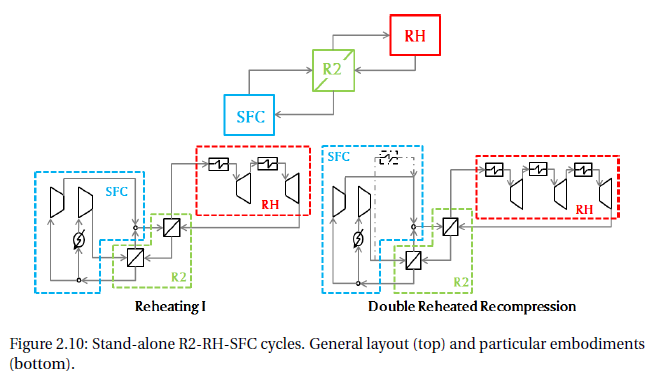 RH
R2
SFC
SFC
RH
R2
Reheating I
SFC
RH
R2
Double Reheated Recompression
Figure 2.10: Stand-alone R2-RH-SFC cycles. General layout (top) and particular embodiments
(bottom).